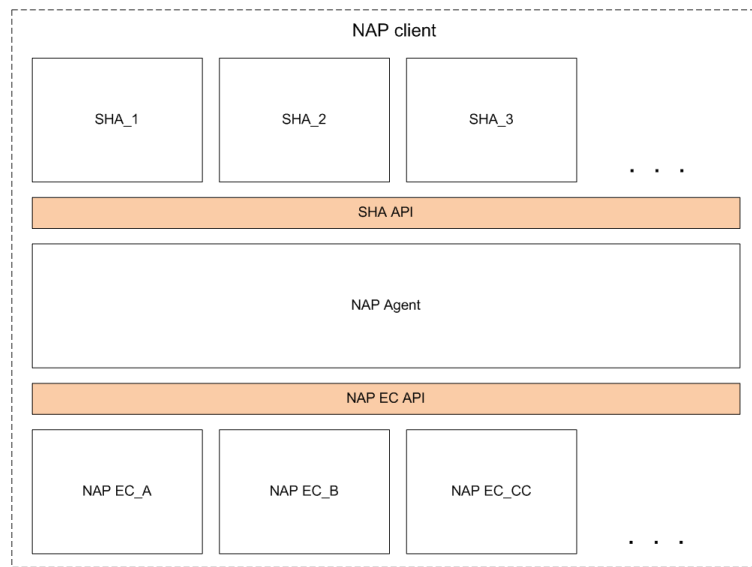 NAP client
SHA_1
SHA_2
SHA_3
. . .
SHA API
NAP Agent
NAP EC API
NAP EC_A
NAP EC_B
NAP EC_CC
. . .